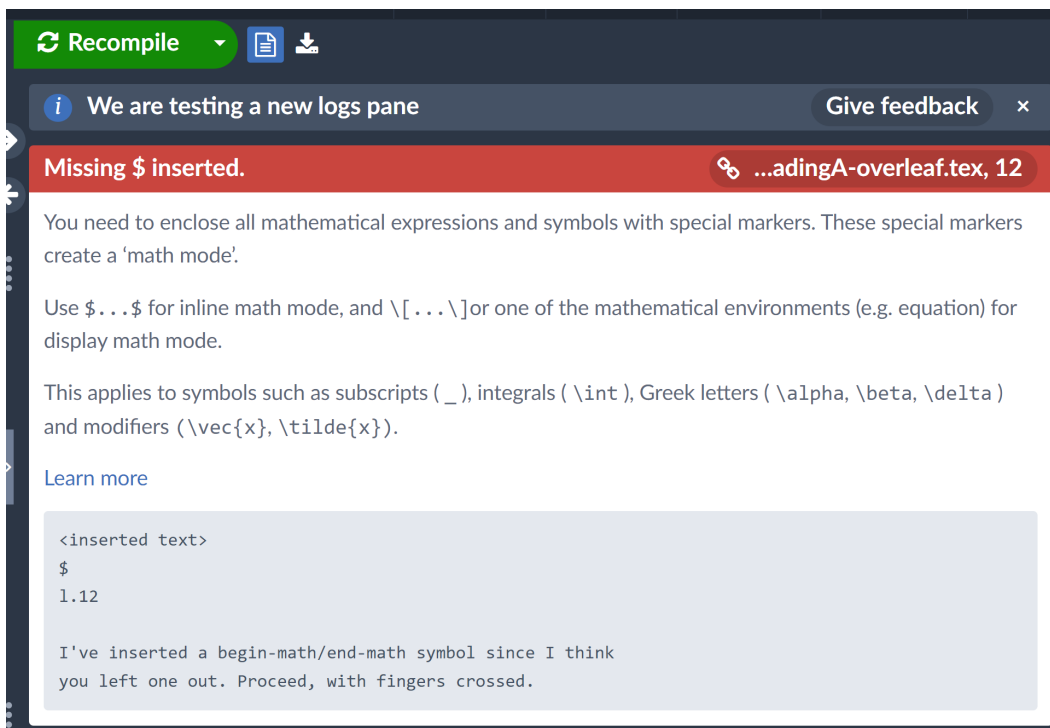 Recompile
We are testing a new logs pane
Give feedback ×
Missing $ inserted.
...adingA-overleaf.tex, 12
You need to enclose all mathematical expressions and symbols with special markers. These special markers
create a ‘math mode’.
Use $...$ for inline math mode, and \[...\]or one of the mathematical environments (e.g. equation) for
display math mode.
This applies to symbols such as subscripts ( _ ), integrals ( \int ), Greek letters ( \alpha, \beta, \delta )
and modifiers (\vec{x}, \tilde{x}).
Learn more
<inserted text>
$
l.12
I've inserted a begin-math/end-math symbol since I think
you left one out. Proceed, with fingers crossed.